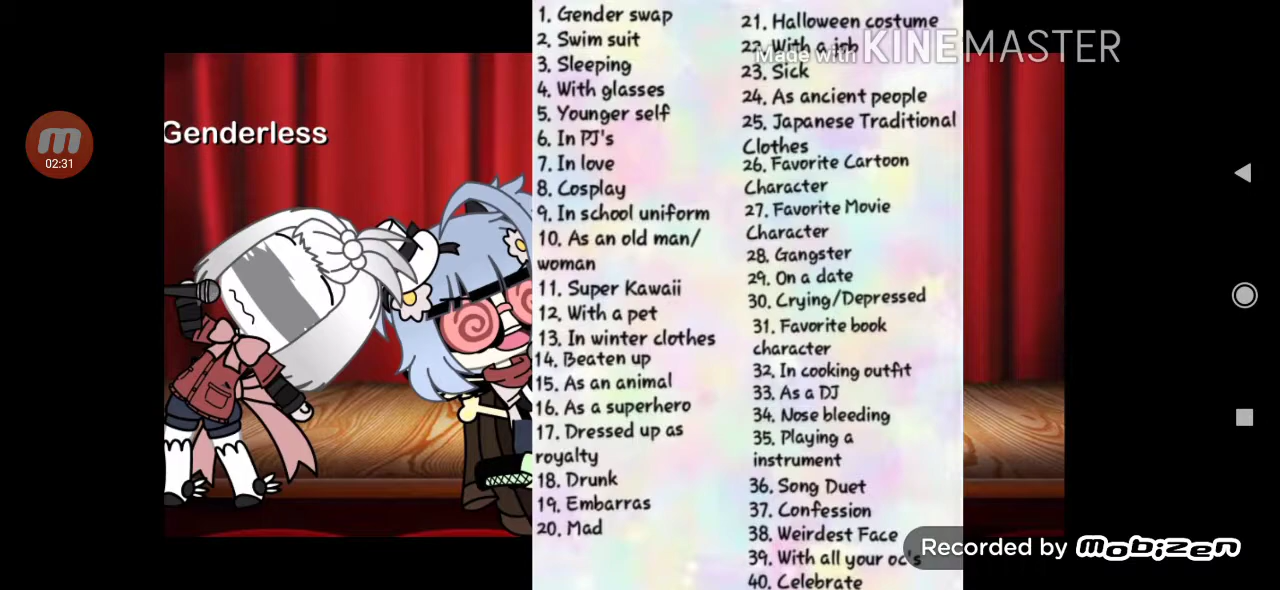 Genderless
02:31
1. Gender swap
2. Swim suit
3. Sleeping
4. With glasses
5. Younger self
6. In PJ's
7. In love
8. Cosplay
9. In school uniform
10. As an old man/
woman
11. Super Kawaii
12. With a pet
13. In winter clothes
14. Beaten up
15. As an animal
16. As a superhero
17. Dressed up as
royalty
18. Drunk
19. Embarras
20. Mad
21. Halloween costume
22. With a
23. Sick
24. As ancient people
25. Japanese Traditional
Clothes
26. Favorite Cartoon
Character
27. Favorite Movie
Character
28. Gangster
29. On a date
30. Crying/Depressed
31. Favorite book
character
32. In cooking outfit
33. As a DJ
34. Nose bleeding
35. Playing a
instrument
36. Song Duet
37. Confession
38. Weirdest Face
39. With all your oc's
40. Celebrate
Made with KINEMASTER
Recorded by MOBIZEN